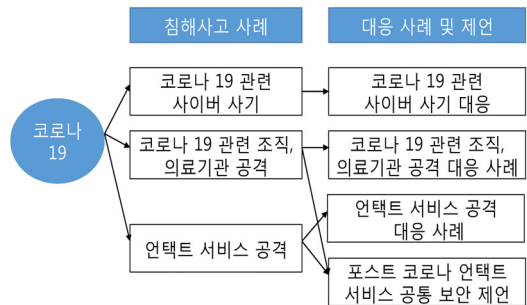 침해사고 사례
대응 사례 및 제언
코로나
19
코로나 19 관련
사이버 사기
코로나 19 관련
사이버 사기 대응
코로나 19 관련 조직,
의료기관 공격
코로나 19 관련 조직,
의료기관 공격 대응 사례
언택트 서비스 공격
언택트 서비스 공격
대응 사례
포스트 코로나 언택트
서비스 공통 보안 제언